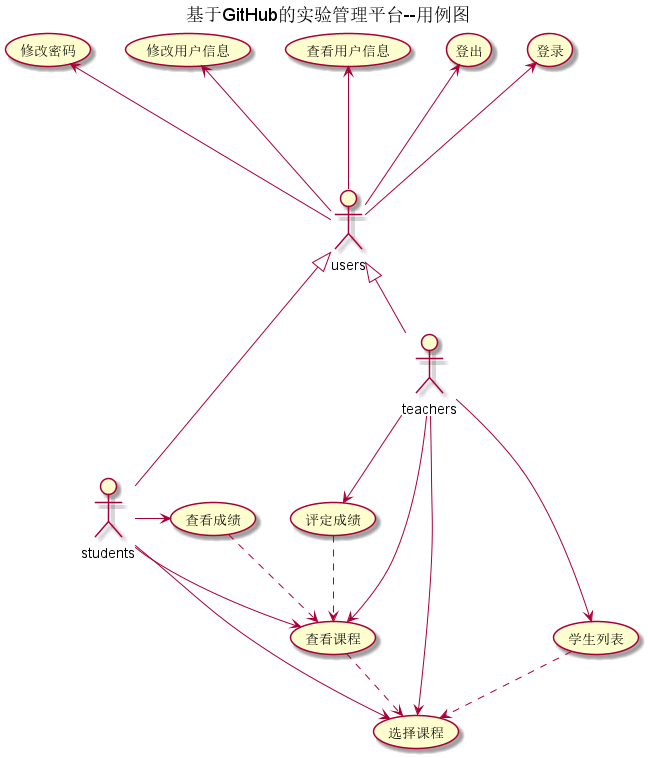 基于GitHub的实验管理平台--用例图
修改密码
修改用户信息
查看用户信息
登出
登录
users
teachers
students
查看成绩
评定成绩
查看课程
学生列表
选择课程